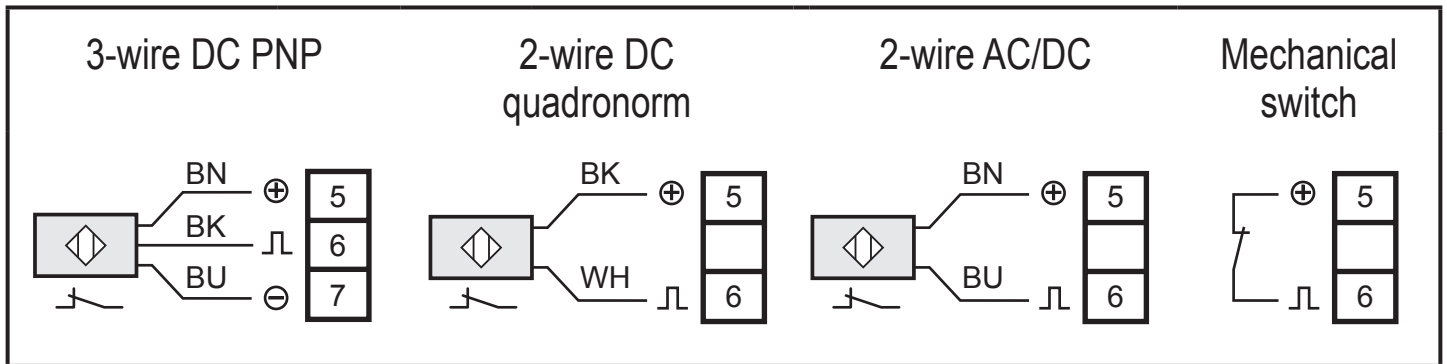 3-wire DC PNP
2-wire DC
quadronorm
2-wire AC/DC
Mechanical
switch
BN
5
BK
6
BU
7
BK
5
WH
6
BN
5
BU
6
5
6